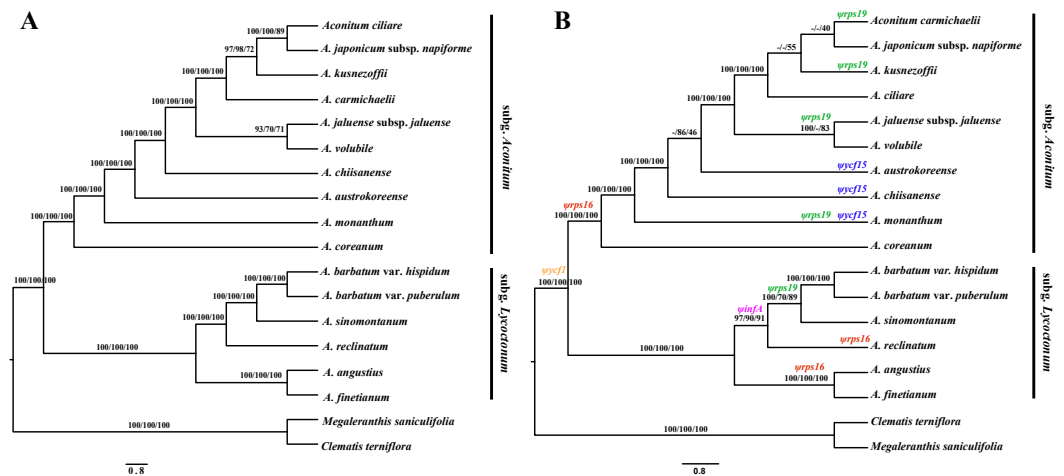 A
Aconitum ciliare
100/100/89
A. japonicum subsp. napiforme
97/98/72
A. kusnezoffii
100/100/100
A. carmichaelii
100/100/100
A. jaluense subsp. jaluense
93/70/71
A. volubile
100/100/100
A. chiisanense
100/100/100
A. austrokoreense
100/100/100
A. monanthum
100/100/100
A. coreanum
subg. Aconitum
100/100/100
A. barbatum var. hispidum
100/100/100
A. barbatum var. puberulum
100/100/100
A. sinomontanum
100/100/100
A. reclinatum
100/100/100
A. angustius
100/100/100
A. finetianum
subg. Lycoctonum
Megaleranthis saniculifolia
100/100/100
Clematis terniflora
0.8
B
ψrps19
Aconitum carmichaelii
-/-/40
A. japonicum subsp. napiforme
-/-/55
ψrps19
A. kusnezoffii
100/100/100
A. ciliare
100/100/100
ψrps19
A. jaluense subsp. jaluense
100/-/83
A. volubile
-/86/46
ψycf15
A. austrokoreense
100/100/100
ψycf15
A. chiisanense
100/100/100
ψrps19 ψycf15
A. monanthum
ψrps16
100/100/100
A. coreanum
subg. Aconitum
ψycf1
100/100/100
A. barbatum var. hispidum
100/100/100
ψrps19
A. barbatum var. puberulum
100/70/89
A. sinomontanum
ψinfA
97/90/91
ψrps16
A. reclinatum
100/100/100
ψrps16
A. angustius
100/100/100
A. finetianum
subg. Lycoctonum
Clematis terniflora
100/100/100
Megaleranthis saniculifolia
0.8